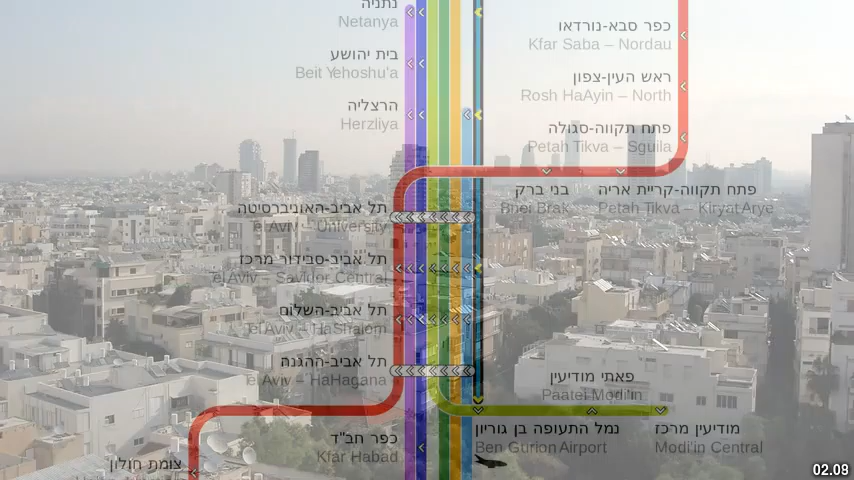 נתניה
Netanya
כפר סבא-נורדאו
Kfar Saba – Nordau
בית יהושע
Beit Yehoshu'a
ראש העין-צפון
Rosh HaAyin – North
הרצליה
Herzliya
פתח תקווה-סגולה
Petah Tikva – Sgula
בני ברק
Bnei Brak
פתח תקווה-קריית אריה
Petah Tikva – Kiryat Arye
תל אביב-האוניברסיטה
Tel Aviv – University
תל אביב-סבידור מרכז
Tel Aviv – Savidor Central
תל אביב-השלום
Tel Aviv – HaShalom
תל אביב-ההגנה
Tel Aviv – HaHagana
פאתי מודיעין
Paatei Modi'in
נמל התעופה בן גוריון
Ben Gurion Airport
מודיעין מרכז
Modi'in Central
כפר חב"ד
Kfar Habad
צומת חולון
02.09